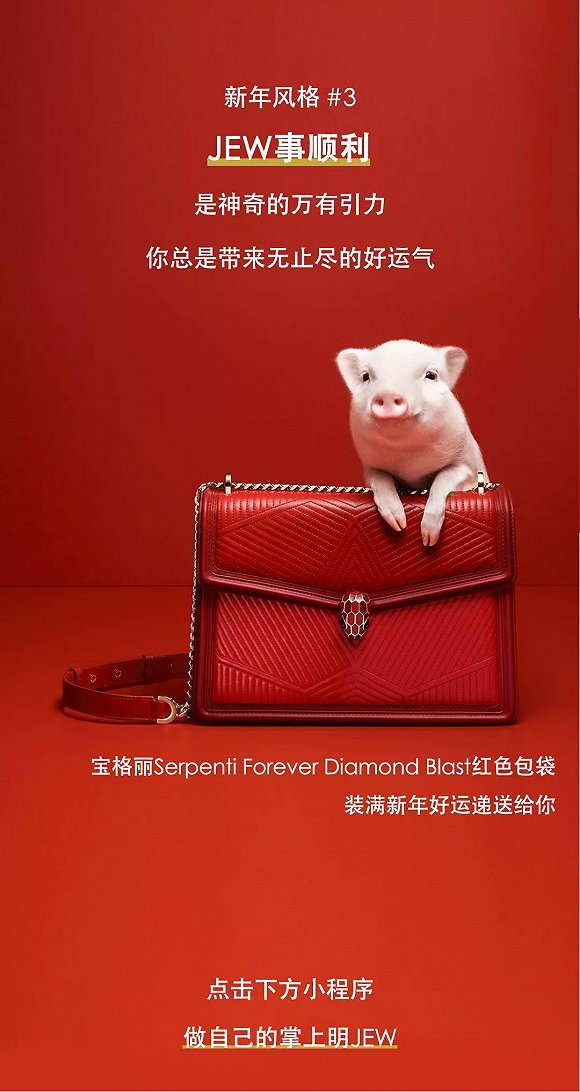 新年风格 #3
JEW事顺利
是神奇的万有引力
你总是带来无止尽的好运气
宝格丽Serpenti Forever Diamond Blast红色包袋
装满新年好运递送给你
点击下方小程序
做自己的掌上明JEW